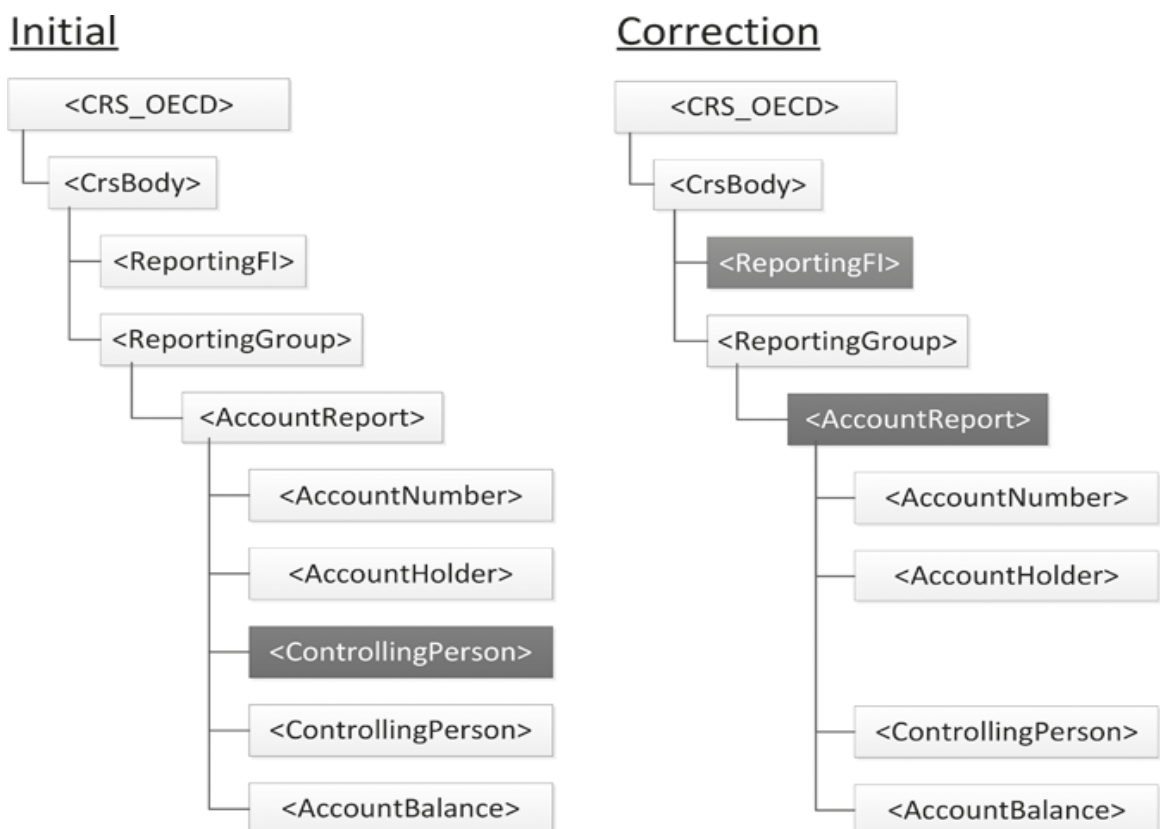 Initial
<CRS_OECD>
<CrsBody>
<ReportingFI>
<ReportingGroup>
<AccountReport>
<AccountNumber>
<AccountHolder>
<ControllingPerson>
<ControllingPerson>
<AccountBalance>
Correction
<CRS_OECD>
<CrsBody>
<ReportingFI>
<ReportingGroup>
<AccountReport>
<AccountNumber>
<AccountHolder>
<ControllingPerson>
<AccountBalance>